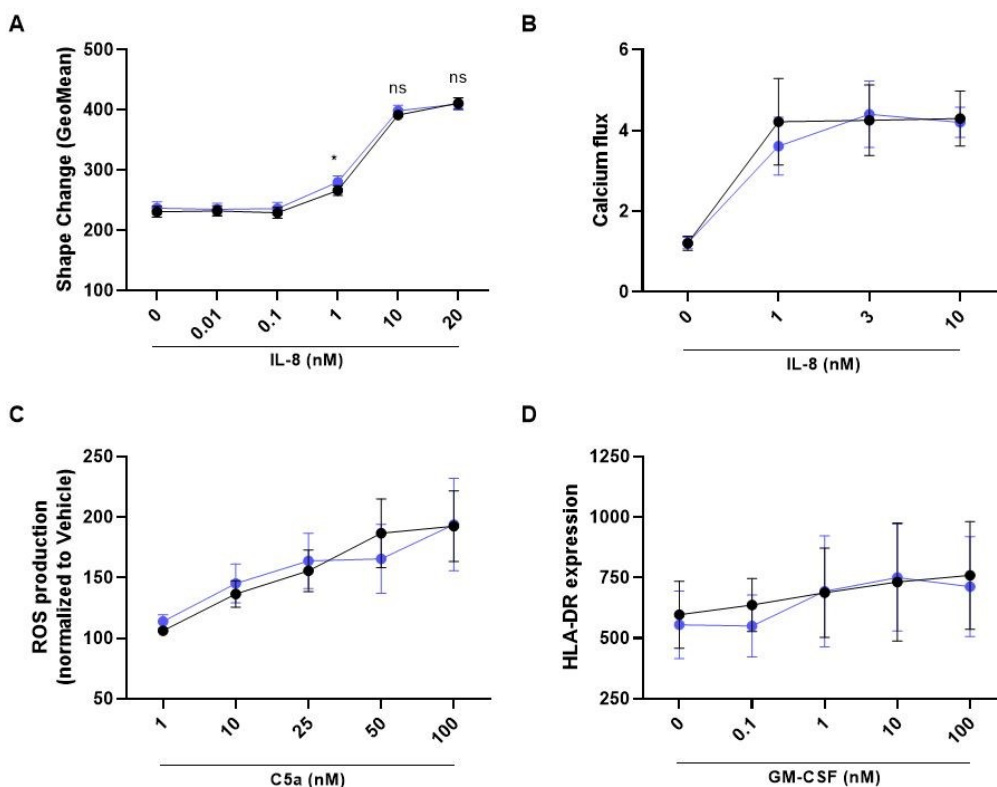 A
Shape Change (GeoMean)
500
400
300
200
100
*
ns
ns
0
0.01
0.1
1
10
20
IL-8 (nM)
B
Calcium flux
6
4
2
0
0
1
3
10
IL-8 (nM)
C
ROS production
(normalized to Vehicle)
250
200
150
100
50
1
10
25
50
100
C5a (nM)
D
HLA-DR expression
1250
1000
750
500
250
0
0.1
1
10
100
GM-CSF (nM)